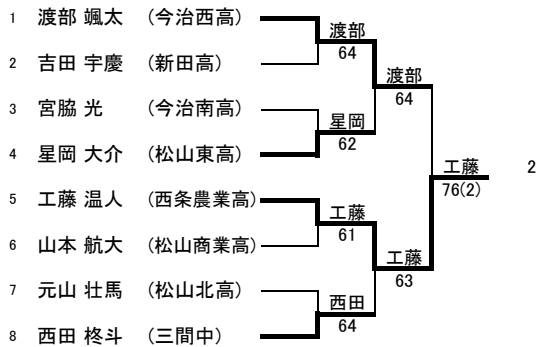 1 渡部 颯太 (今治西高)
渡部
64
2 吉田 宇慶 (新田高)
渡部
64
3 宮脇 光 (今治南高)
星岡
62
4 星岡 大介 (松山東高)
工藤
76(2)
2
5 工藤 温人 (西条農業高)
工藤
61
6 山本 航大 (松山商業高)
工藤
63
7 元山 壮馬 (松山北高)
西田
64
8 西田 柊斗 (三間中)